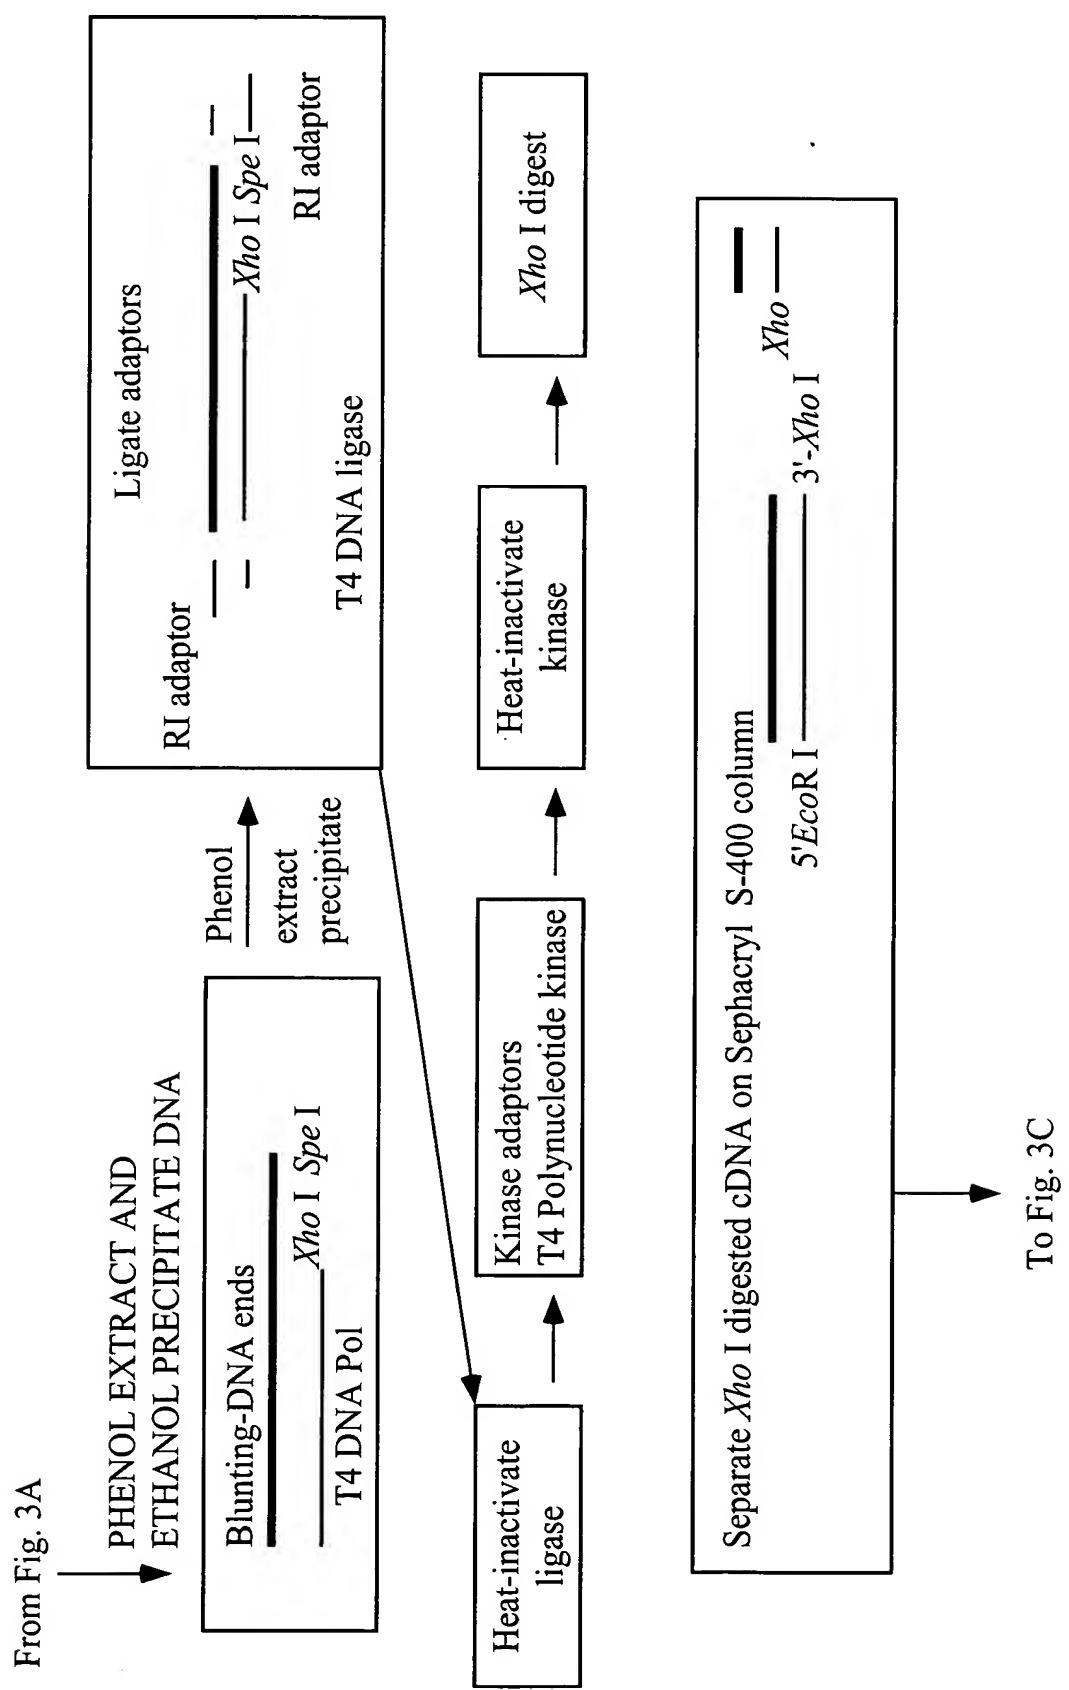 From Fig. 3A
PHENOL EXTRACT AND
ETHANOL PRECIPITATE DNA
Blunting-DNA ends
Xho I Spe I
T4 DNA Pol
Phenol
extract
precipitate
Ligate adaptors
RI adaptor
Xho I Spe I
RI adaptor
T4 DNA ligase
Heat-inactivate
ligase
Kinase adaptors
T4 Polynucleotide kinase
Heat-inactivate
kinase
Xho I digest
Separate Xho I digested cDNA on Sephacryl S-400 column
5'EcoR I
3'-Xho I
Xho
To Fig. 3C